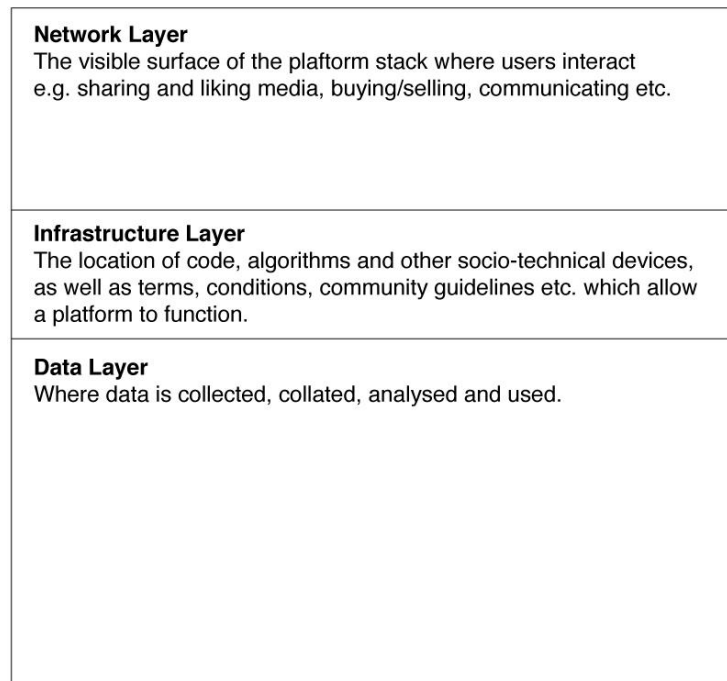 Network Layer
The visible surface of the plaftorm stack where users interact
e.g. sharing and liking media, buying/selling, communicating etc.
Infrastructure Layer
The location of code, algorithms and other socio-technical devices,
as well as terms, conditions, community guidelines etc. which allow
a platform to function.
Data Layer
Where data is collected, collated, analysed and used.